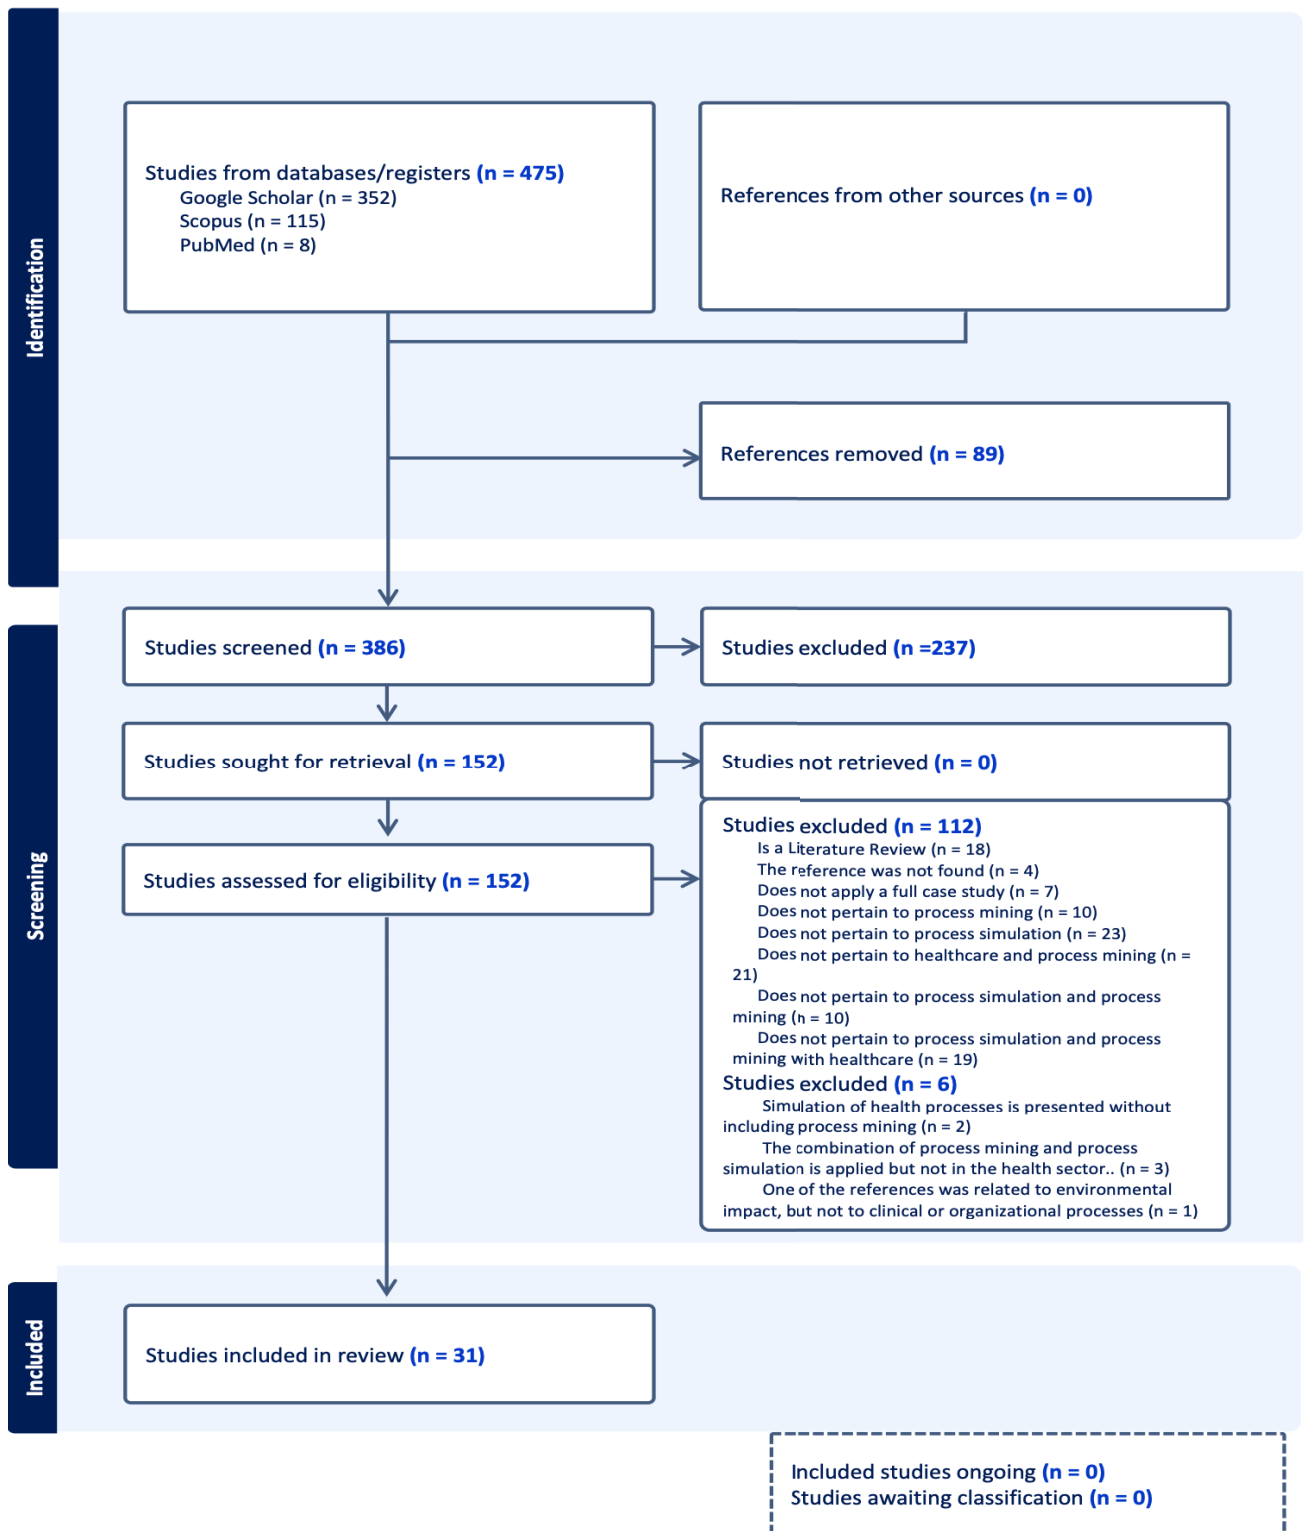 Identification
Studies from databases/registers (n = 475)
Google Scholar (n = 352)
Scopus (n = 115)
PubMed (n = 8)
References from other sources (n = 0)
References removed (n = 89)
Screening
Studies screened (n = 386)
Studies excluded (n =237)
Studies sought for retrieval (n = 152)
Studies not retrieved (n = 0)
Studies assessed for eligibility (n = 152)
Studies excluded (n = 112)
Is a Literature Review (n = 18)
The reference was not found (n = 4)
Does not apply a full case study (n = 7)
Does not pertain to process mining (n = 10)
Does not pertain to process simulation (n = 23)
Does not pertain to healthcare and process mining (n =
21)
Does not pertain to process simulation and process
mining (n = 10)
Does not pertain to process simulation and process
mining with healthcare (n = 19)
Studies excluded (n = 6)
Simulation of health processes is presented without
including process mining (n = 2)
The combination of process mining and process
simulation is applied but not in the health sector.. (n = 3)
One of the references was related to environmental
impact, but not to clinical or organizational processes (n = 1)
Included
Studies included in review (n = 31)
Included studies ongoing (n = 0)
Studies awaiting classification (n = 0)